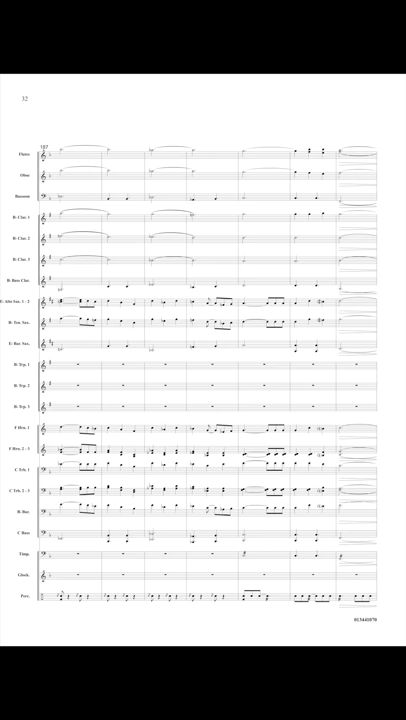 32
182
Flutes
Oboe
Bassoon
B♭ Clar. 1
B♭ Clar. 2
B♭ Clar. 3
B♭ Bass Clar.
E♭ Alto Sax. 1 - 2
B♭ Ten. Sax.
E♭ Bar. Sax.
B♭ Trp. 1
B♭ Trp. 2
B♭ Trp. 3
F Hrn. 1
F Hrn. 2 - 3
C Trb. 1
C Trb. 2 - 3
B♭ Bar.
C Bass
Timp.
Glock.
Perc.
013441070